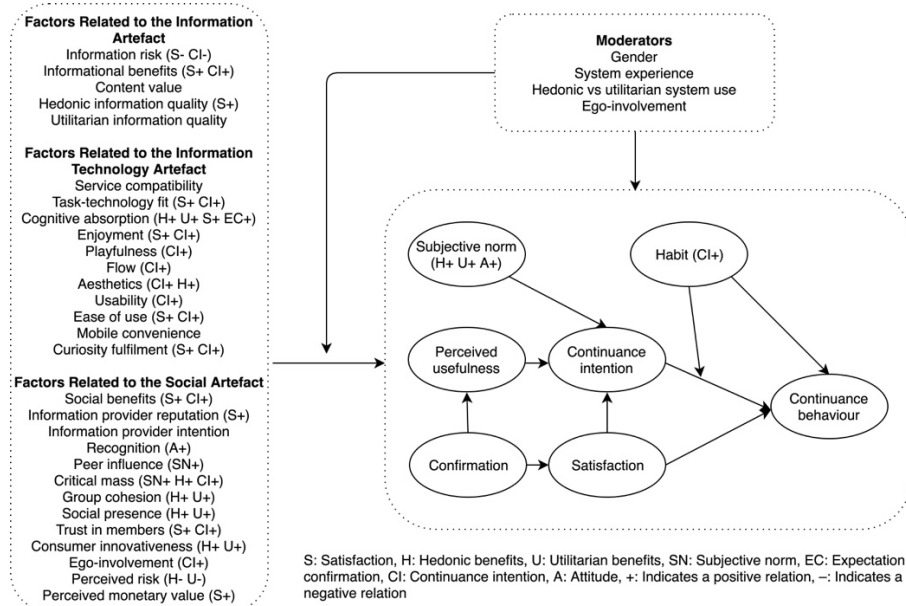 Factors Related to the Information
Artefact
Information risk (S- CI-)
Informational benefits (S+ CI+)
Content value
Hedonic information quality (S+)
Utilitarian information quality
Factors Related to the Information
Technology Artefact
Service compatibility
Task-technology fit (S+ CI+)
Cognitive absorption (H+ U+ S+ EC+)
Enjoyment (S+ CI+)
Playfulness (CI+)
Flow (CI+)
Aesthetics (CI+ H+)
Usability (CI+)
Ease of use (S+ CI+)
Mobile convenience
Curiosity fulfilment (S+ CI+)
Factors Related to the Social Artefact
Social benefits (S+ CI+)
Information provider reputation (S+)
Information provider intention
Recognition (A+)
Peer influence (SN+)
Critical mass (SN+ H+ CI+)
Group cohesion (H+ U+)
Social presence (H+ U+)
Trust in members (S+ CI+)
Consumer innovativeness (H+ U+)
Ego-involvement (CI+)
Perceived risk (H- U-)
Perceived monetary value (S+)
Moderators
Gender
System experience
Hedonic vs utilitarian system use
Ego-involvement
Subjective norm
(H+ U+ A+)
Habit (CI+)
Perceived
usefulness
Continuance
intention
Continuance
behaviour
Confirmation
Satisfaction
S: Satisfaction, H: Hedonic benefits, U: Utilitarian benefits, SN: Subjective norm, EC: Expectation
confirmation, CI: Continuance intention, A: Attitude, +: Indicates a positive relation, –: Indicates a
negative relation